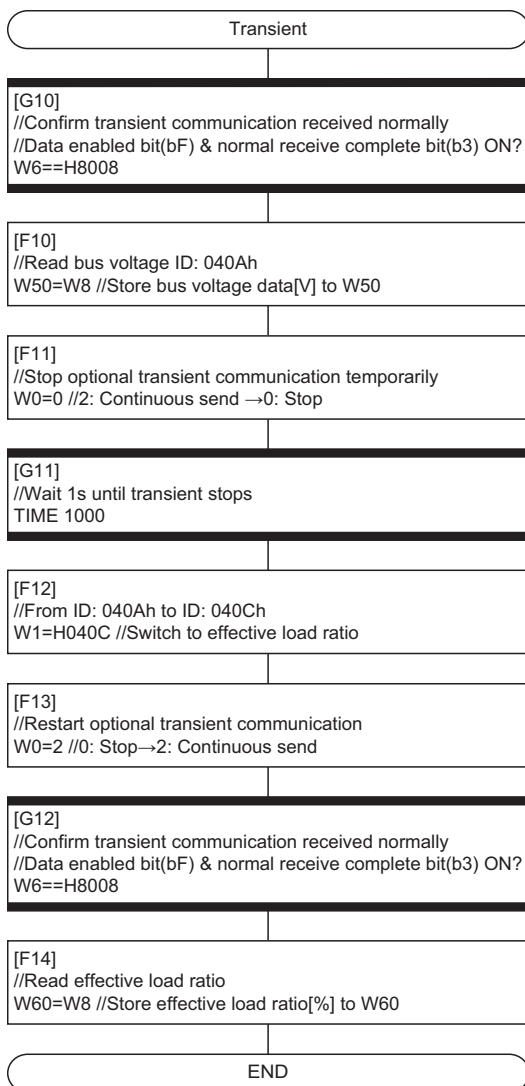 Transient
[G10]
//Confirm transient communication received normally
//Data enabled bit(bF) & normal receive complete bit(b3) ON?
W6==H8008
[F10]
//Read bus voltage ID: 040Ah
W50=W8 //Store bus voltage data[V] to W50
[F11]
//Stop optional transient communication temporarily
W0=0 //2: Continuous send →0: Stop
[G11]
//Wait 1s until transient stops
TIME 1000
[F12]
//From ID: 040Ah to ID: 040Ch
W1=H040C //Switch to effective load ratio
[F13]
//Restart optional transient communication
W0=2 //0: Stop→2: Continuous send
[G12]
//Confirm transient communication received normally
//Data enabled bit(bF) & normal receive complete bit(b3) ON?
W6==H8008
[F14]
//Read effective load ratio
W60=W8 //Store effective load ratio[%] to W60
END